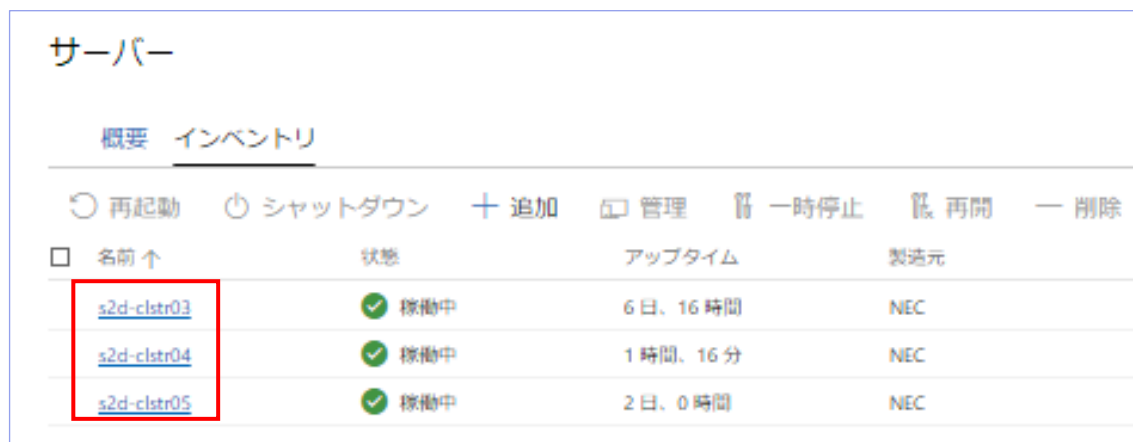 サーバー
概要 インベントリ
再起動 シャットダウン 追加 管理 一時停止 再開 削除
名前 状態 アップタイム 製造元
s2d-clstr03 稼働中 6 日、16 時間 NEC
s2d-clstr04 稼働中 1 時間、16 分 NEC
s2d-clstr05 稼働中 2 日、0 時間 NEC